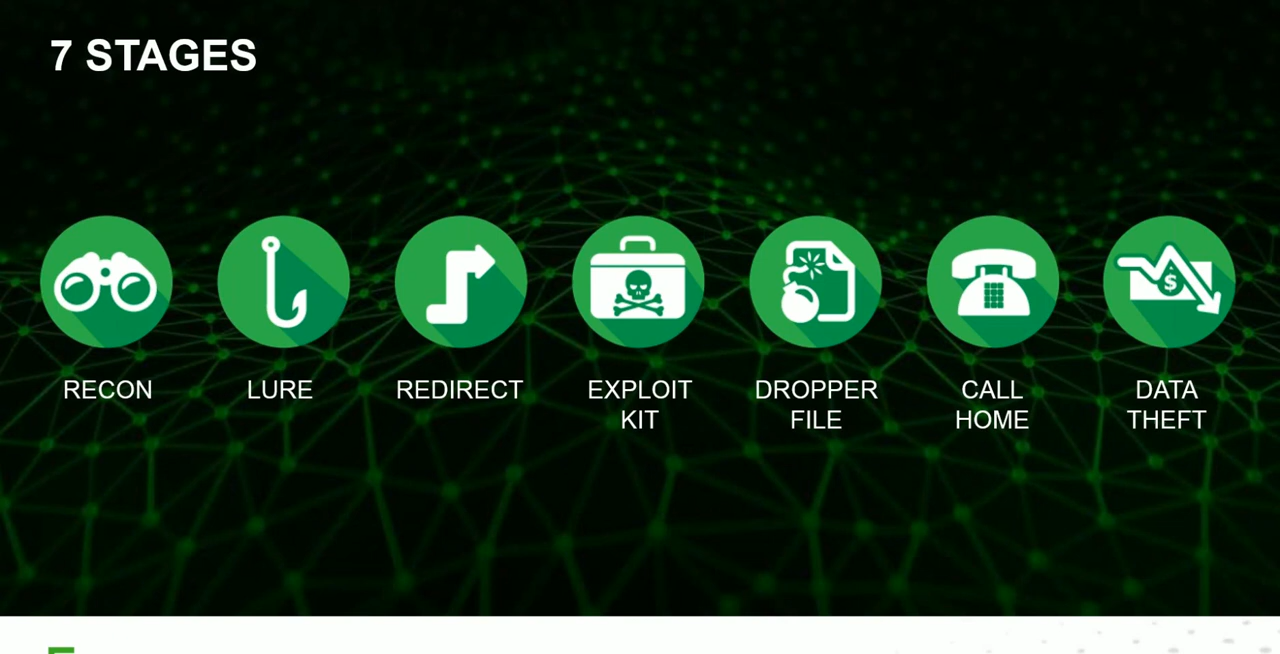 7 STAGES
RECON
LURE
REDIRECT
EXPLOIT
KIT
DROPPER
FILE
CALL
HOME
DATA
THEFT
$